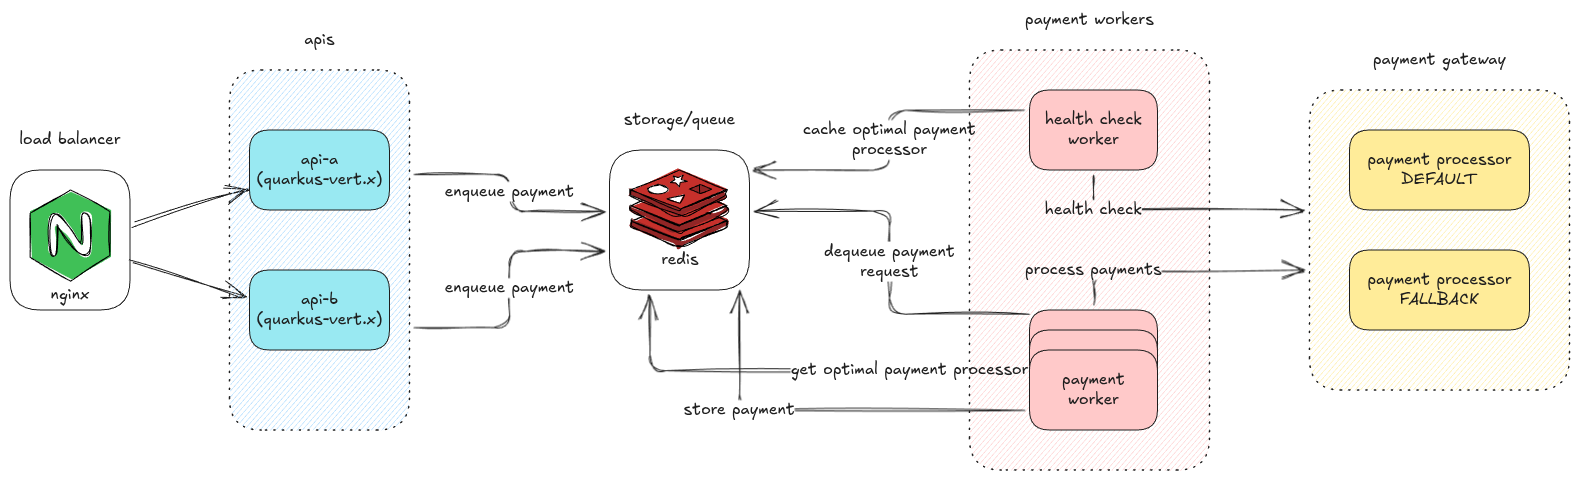 load balancer
nginx
apis
api-a
(quarkus-vert.x)
api-b
(quarkus-vert.x)
enqueue payment
enqueue payment
storage/queue
redis
cache optimal payment
processor
dequeue payment
request
get optimal payment processor
store payment
payment workers
health check
worker
health check
process payments
payment
worker
payment gateway
payment processor
DEFAULT
payment processor
FALLBACK